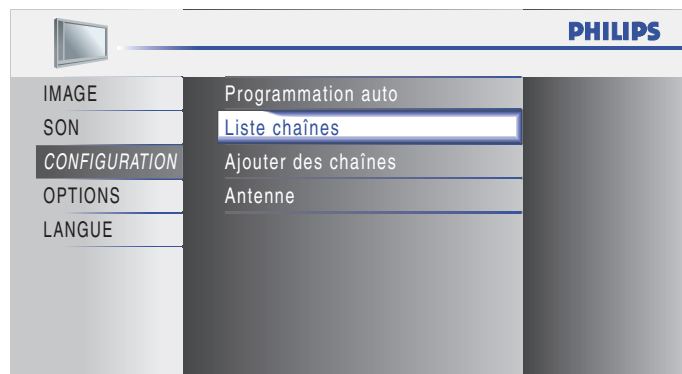 PHILIPS
IMAGE
Programmation auto
SON
Liste chaînes
CONFIGURATION
Ajouter des chaînes
OPTIONS
Antenne
LANGUE